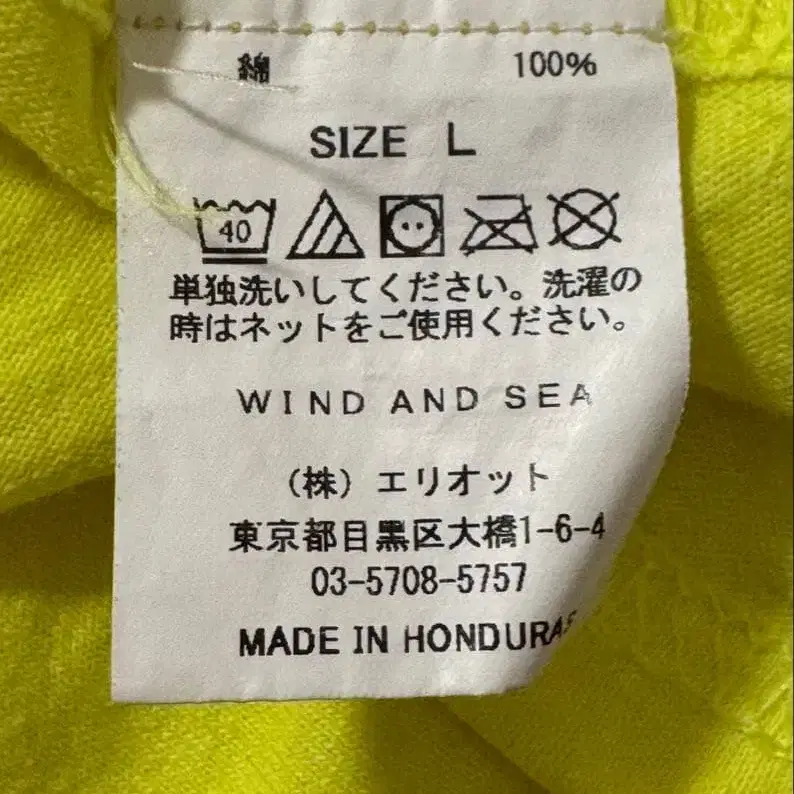 綿 100%
SIZE L
40
単独洗いしてください。洗濯の
時はネットをご使用ください。
WIND AND SEA
（株）エリオット
東京都目黒区大橋1-6-4
03-5708-5757
MADE IN HONDURAS